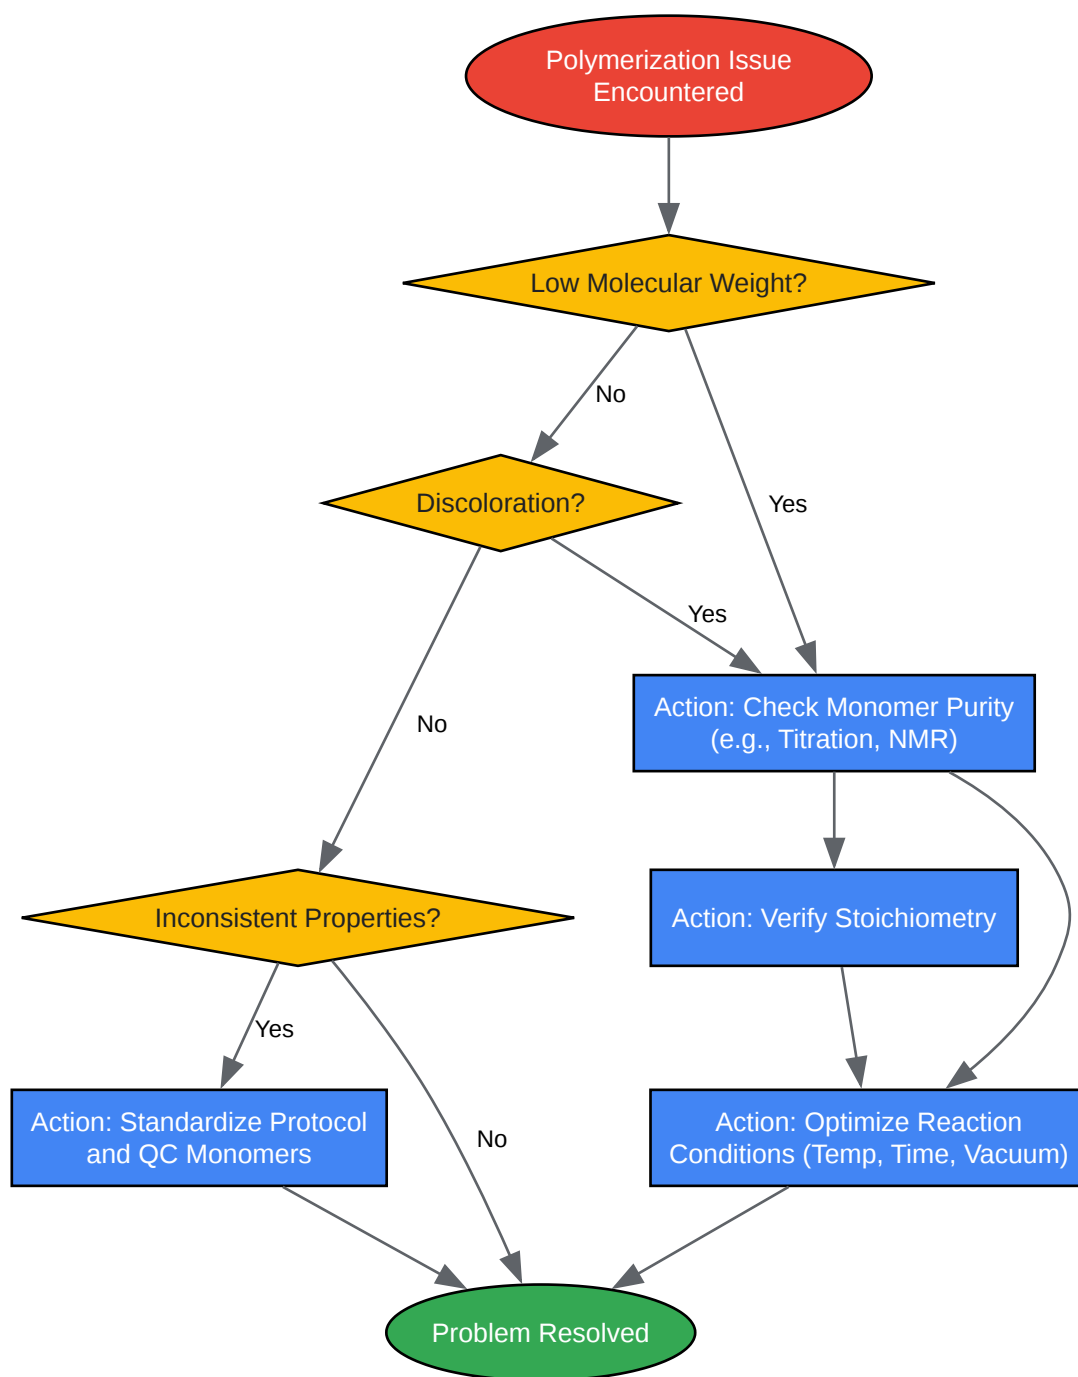 Polymerization Issue
Encountered
Low Molecular Weight?
No
Discoloration?
Yes
Yes
Action: Check Monomer Purity
(e.g., Titration, NMR)
No
Inconsistent Properties?
Action: Verify Stoichiometry
Yes
Action: Standardize Protocol
and QC Monomers
No
Action: Optimize Reaction
Conditions (Temp, Time, Vacuum)
Problem Resolved